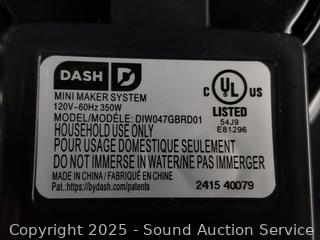 DASH D
MINI MAKER SYSTEM
120V~60Hz 350W
MODEL/MODÈLE: DIW047GBRD01
HOUSEHOLD USE ONLY
POUR USAGE DOMESTIQUE SEULEMENT
DO NOT IMMERSE IN WATER/NE PAS IMMERGER
MADE IN CHINA / FABRIQUÉ EN CHINE
Pat.:https://bydash.com/patents
2415 40079
C UL US
LISTED
54J9
E81296
Copyright 2025 - Sound Auction Service